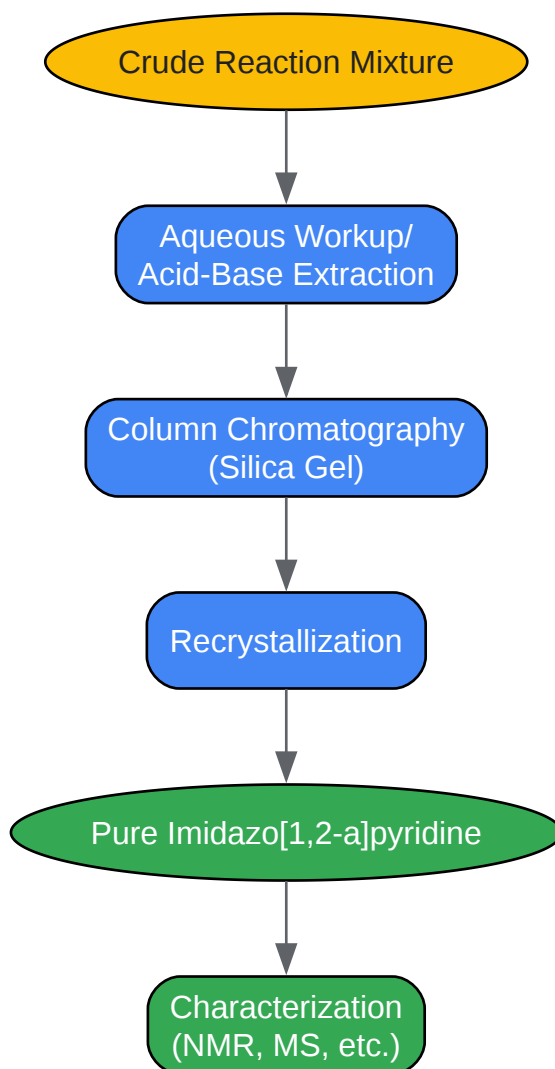 Crude Reaction Mixture
Aqueous Workup/
Acid-Base Extraction
Column Chromatography
(Silica Gel)
Recrystallization
Pure Imidazo[1,2-a]pyridine
Characterization
(NMR, MS, etc.)